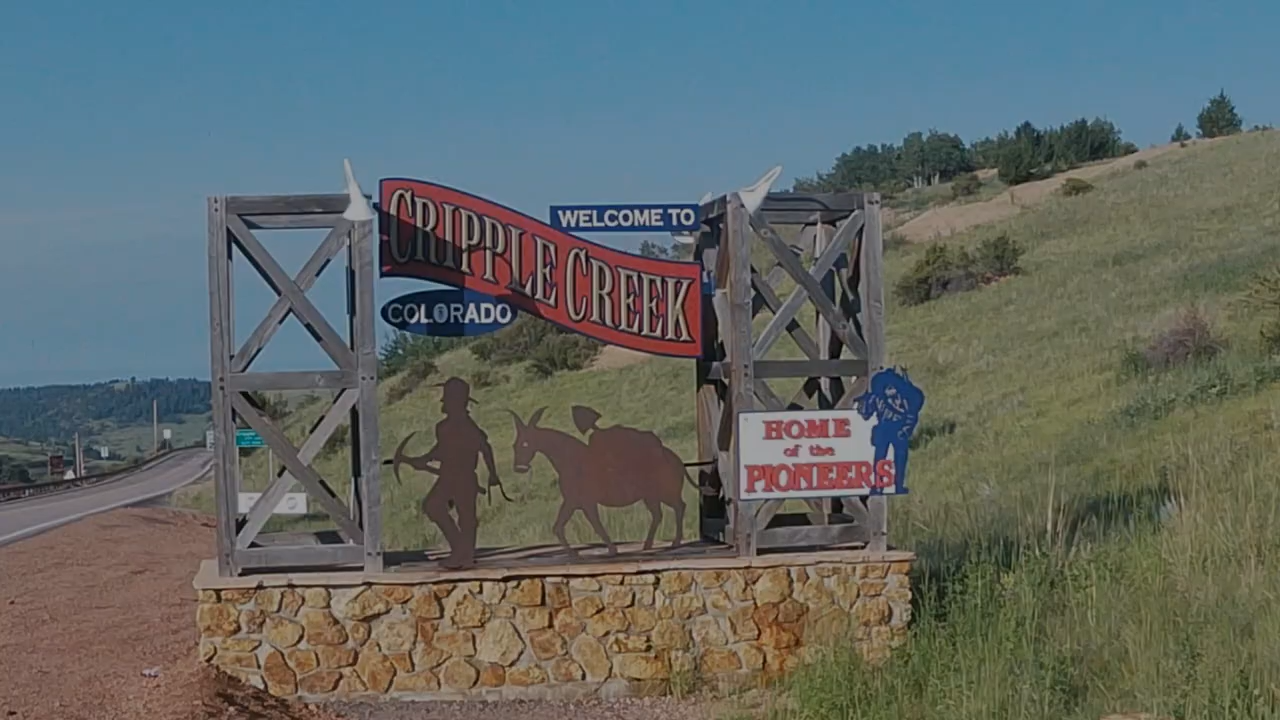 WELCOME TO
CRIPPLE CREEK
COLORADO
HOME
of the
PIONEERS